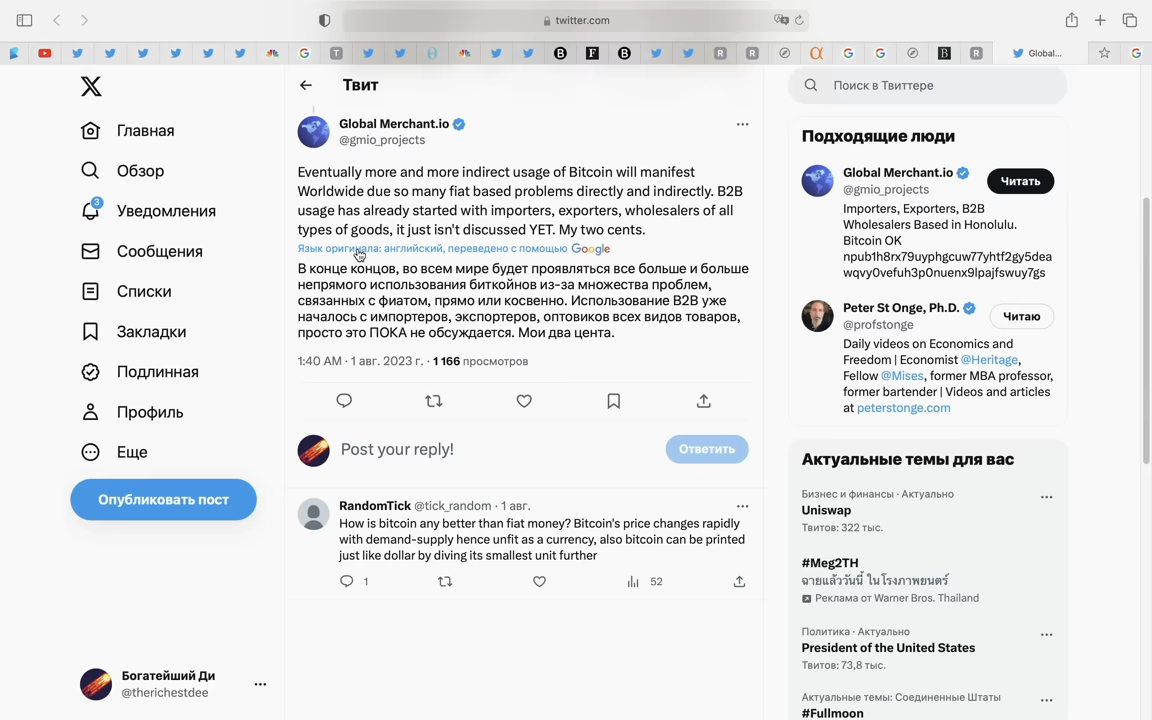 twitter.com
Global...
Главная
Обзор
3
Уведомления
Сообщения
Списки
Закладки
Подлинная
Профиль
Еще
Опубликовать пост
Богатейший Ди
@therichestdee
Твит
Global Merchant.io
@gmio_projects
Eventually more and more indirect usage of Bitcoin will manifest
Worldwide due so many fiat based problems directly and indirectly. B2B
usage has already started with importers, exporters, wholesalers of all
types of goods, it just isn't discussed YET. My two cents.
Язык оригинала: английский, переведено с помощью Google
В конце концов, во всем мире будет проявляться все больше и больше
непрямого использования биткойнов из-за множества проблем,
связанных с фиатом, прямо или косвенно. Использование B2B уже
началось с импортеров, экспортеров, оптовиков всех видов товаров,
просто это ПОКА не обсуждается. Мои два цента.
1:40 AM · 1 авг. 2023 г. · 1 166 просмотров
Post your reply!
Ответить
RandomTick @tick_random · 1 авг.
How is bitcoin any better than fiat money? Bitcoin's price changes rapidly
with demand-supply hence unfit as a currency, also bitcoin can be printed
just like dollar by diving its smallest unit further
1
52
Поиск в Твиттере
Подходящие люди
Global Merchant.io
@gmio_projects
Читать
Importers, Exporters, B2B
Wholesalers Based in Honolulu.
Bitcoin OK
npub1h8rx79uyphgcuw77yhtf2gy5dea
wqvy0vefuh3p0nuenx9lpajfswuy7gs
Peter St Onge, Ph.D.
@profstonge
Читаю
Daily videos on Economics and
Freedom | Economist @Heritage,
Fellow @Mises, former MBA professor,
former bartender | Videos and articles
at peterstonge.com
Актуальные темы для вас
Бизнес и финансы · Актуально
Uniswap
Твитов: 322 тыс.
#Meg2TH
ฉายแล้ววันนี้ ในโรงภาพยนตร์
Реклама от Warner Bros. Thailand
Политика · Актуально
President of the United States
Твитов: 73,8 тыс.
Актуальные темы: Соединенные Штаты
#Fullmoon